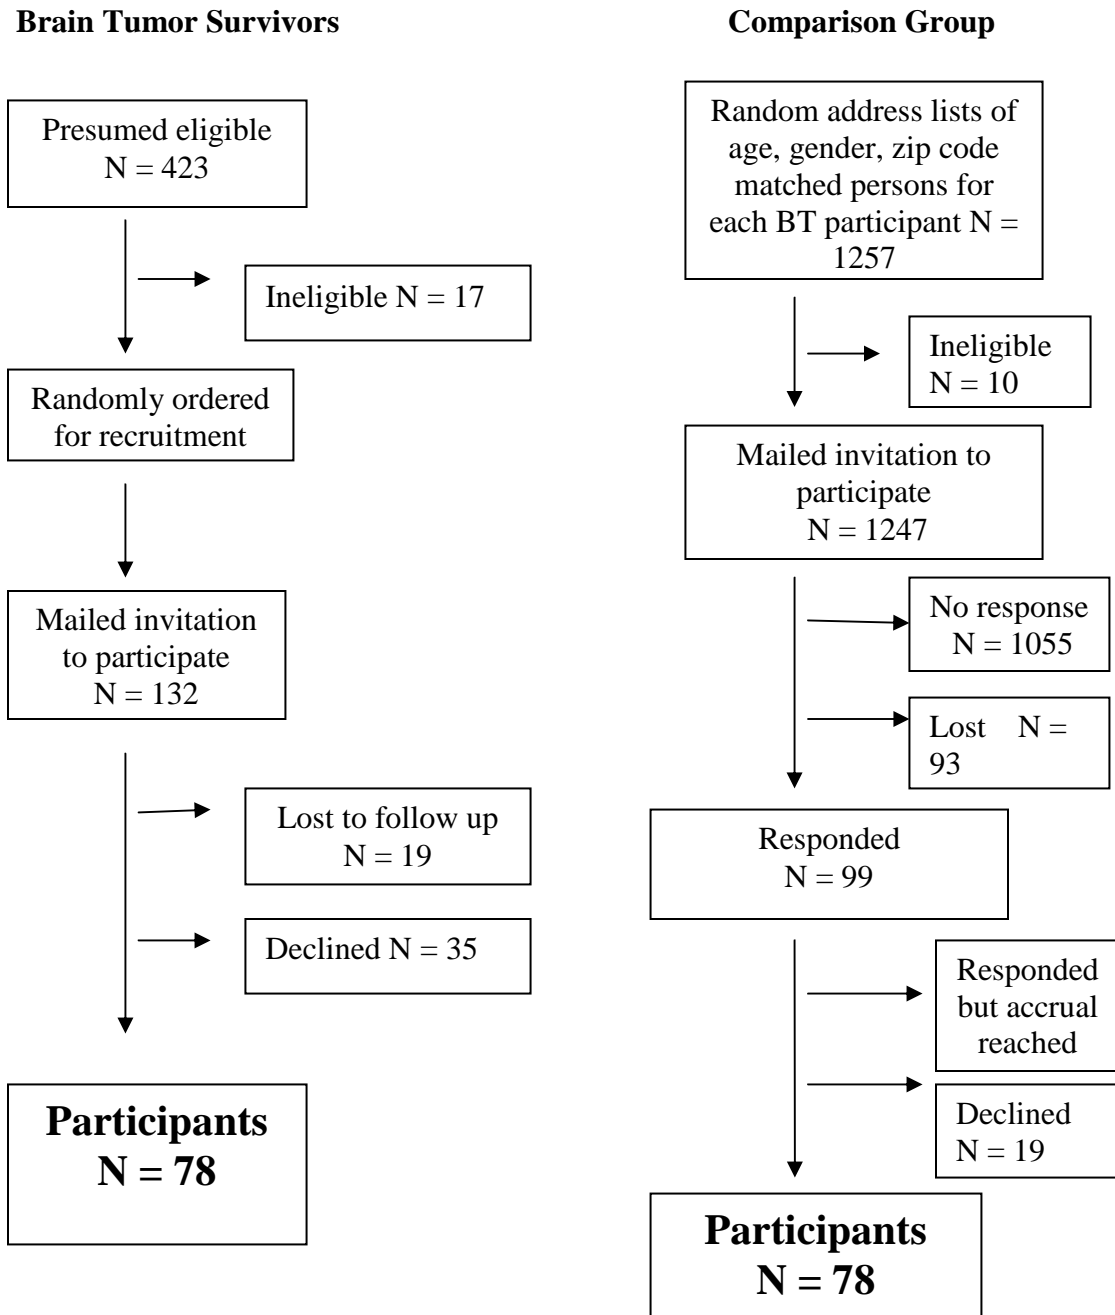 Brain Tumor Survivors
Presumed eligible
N = 423
Ineligible N = 17
Randomly ordered
for recruitment
Mailed invitation
to participate
N = 132
Lost to follow up
N = 19
Declined N = 35
Participants
N = 78
Comparison Group
Random address lists of
age, gender, zip code
matched persons for
each BT participant N =
1257
Ineligible
N = 10
Mailed invitation to
participate
N = 1247
No response
N = 1055
Lost N =
93
Responded
N = 99
Responded
but accrual
reached
Declined
N = 19
Participants
N = 78